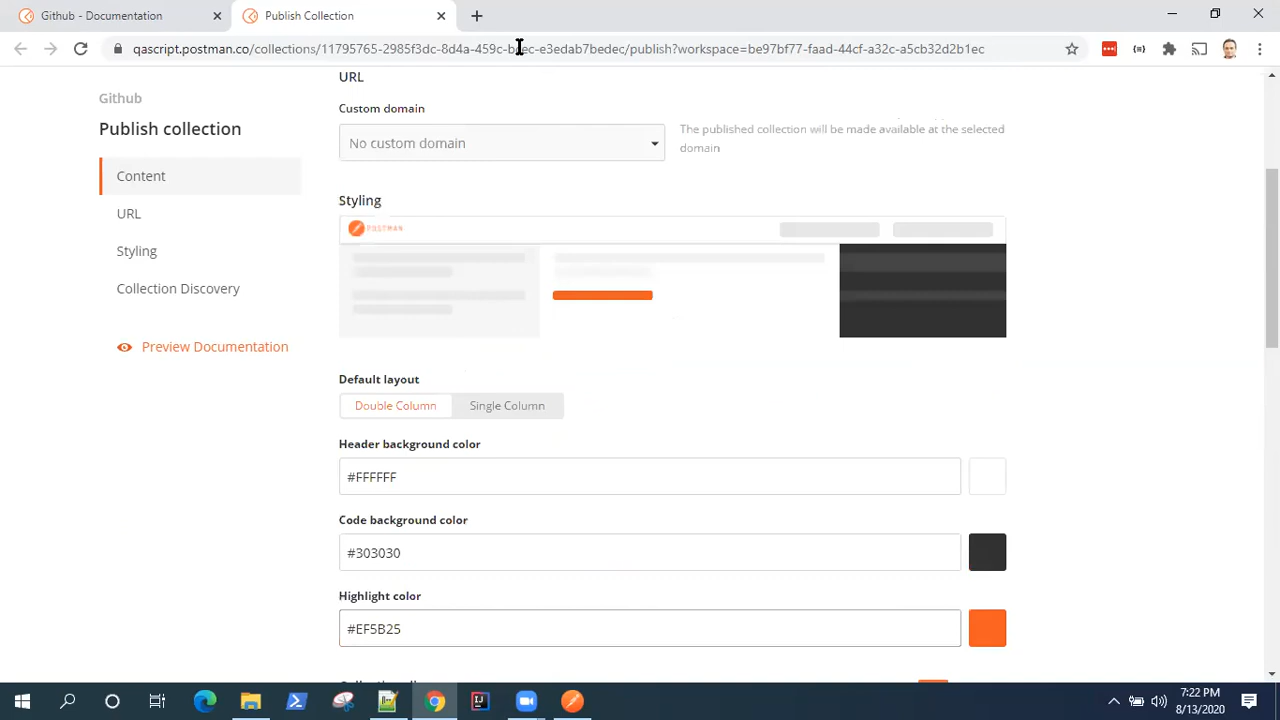 Github - Documentation
Publish Collection
qascript.postman.co/collections/11795765-2985f3dc-8d4a-459c-baec-e3edab7bedec/publish?workspace=be97bf77-faad-44cf-a32c-a5cb32d2b1ec
Github
Publish collection
Content
URL
Styling
Collection Discovery
Preview Documentation
URL
Custom domain
No custom domain
The published collection will be made available at the selected
domain
Styling
POSTMAN
Default layout
Double Column
Single Column
Header background color
#FFFFFF
Code background color
#303030
Highlight color
#EF5B25
7:22 PM
8/13/2020